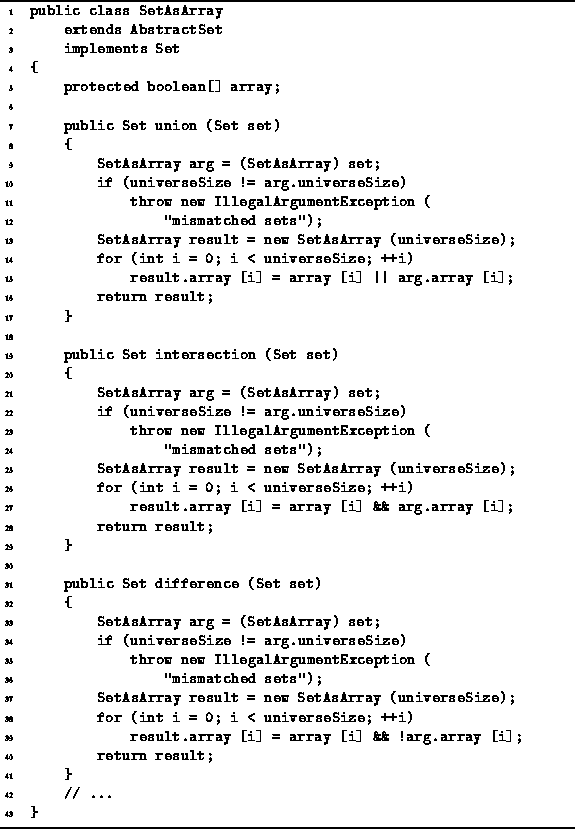 1 public class SetAsArray
2 extends AbstractSet
3 implements Set
4 {
5 protected boolean[] array;
6
7 public Set union (Set set)
8 {
9 SetAsArray arg = (SetAsArray) set;
10 if (universeSize != arg.universeSize)
11 throw new IllegalArgumentException (
12 "mismatched sets");
13 SetAsArray result = new SetAsArray (universeSize);
14 for (int i = 0; i < universeSize; ++i)
15 result.array [i] = array [i] || arg.array [i];
16 return result;
17 }
18
19 public Set intersection (Set set)
20 {
21 SetAsArray arg = (SetAsArray) set;
22 if (universeSize != arg.universeSize)
23 throw new IllegalArgumentException (
24 "mismatched sets");
25 SetAsArray result = new SetAsArray (universeSize);
26 for (int i = 0; i < universeSize; ++i)
27 result.array [i] = array [i] && arg.array [i];
28 return result;
29 }
30
31 public Set difference (Set set)
32 {
33 SetAsArray arg = (SetAsArray) set;
34 if (universeSize != arg.universeSize)
35 throw new IllegalArgumentException (
36 "mismatched sets");
37 SetAsArray result = new SetAsArray (universeSize);
38 for (int i = 0; i < universeSize; ++i)
39 result.array [i] = array [i] && !arg.array [i];
40 return result;
41 }
42 // ...
43 }